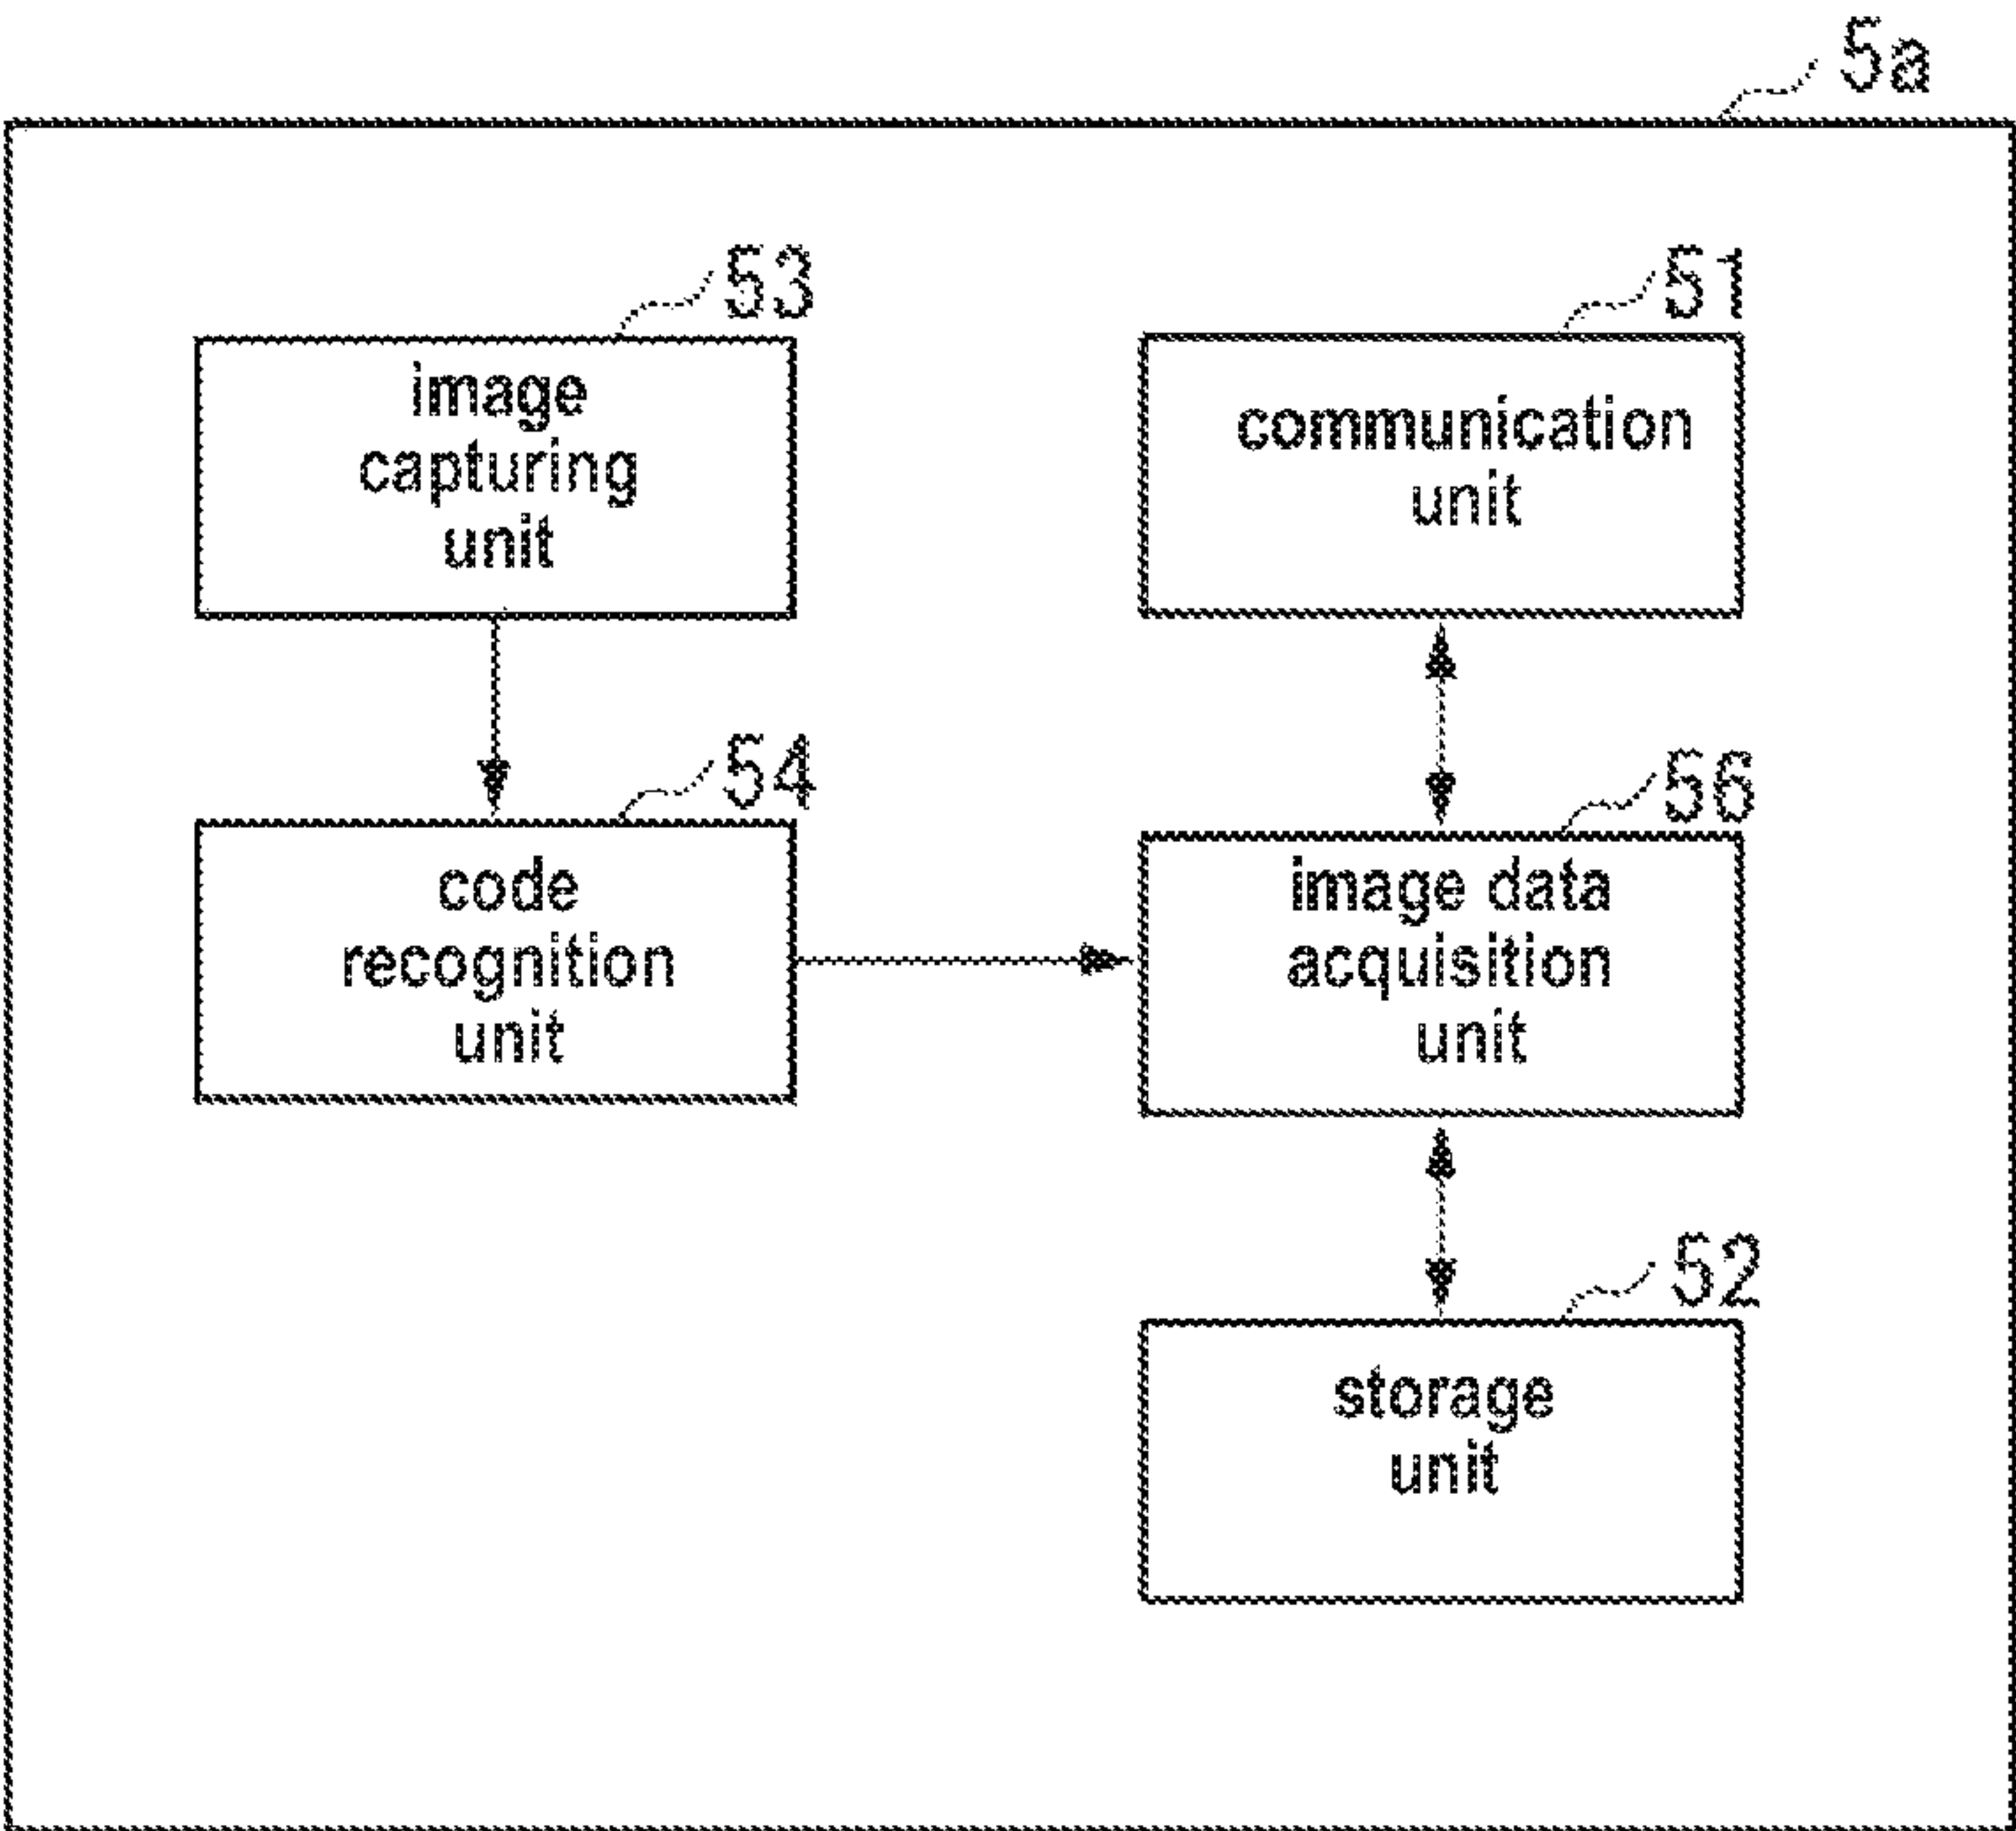 5a
53
image
capturing
unit
51
communication
unit
54
code
recognition
unit
56
image data
acquisition
unit
52
storage
unit